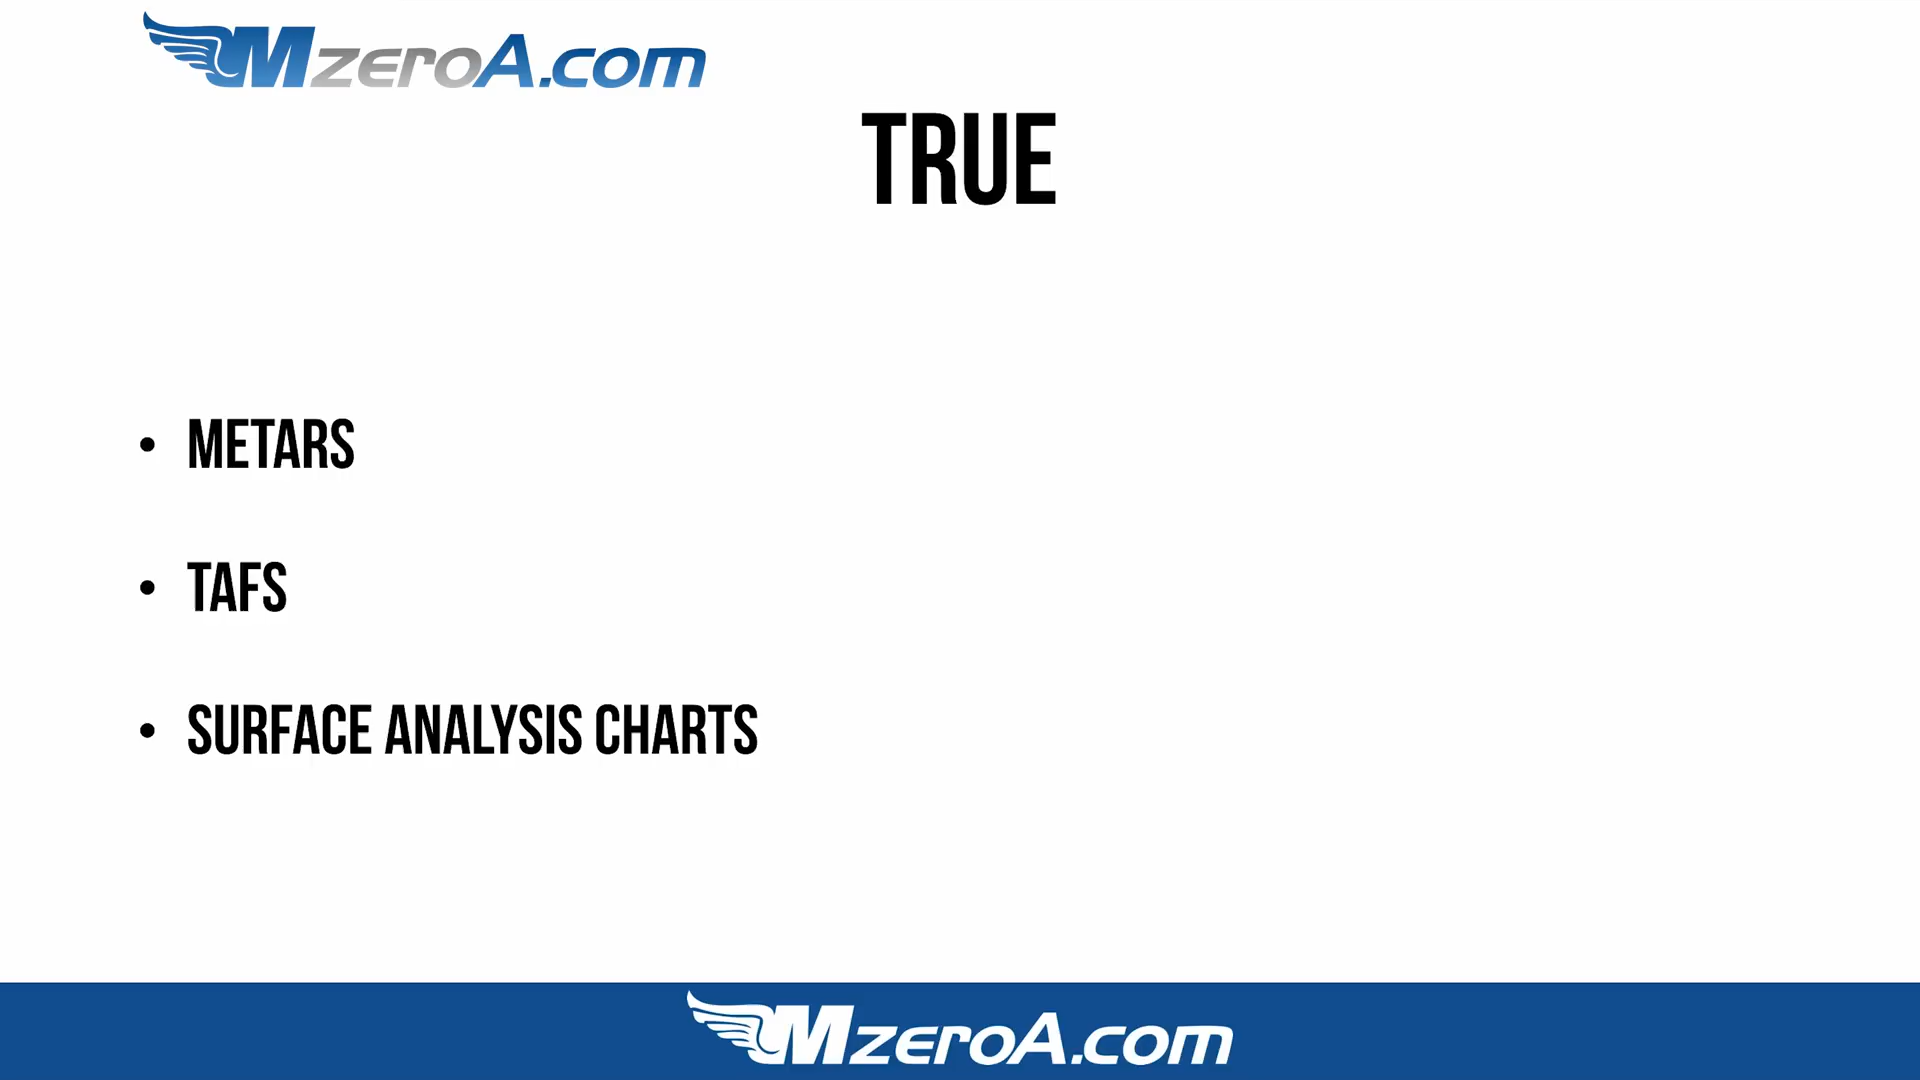 MzeroA.com
TRUE
• METARS
• TAFS
• SURFACE ANALYSIS CHARTS
MzeroA.com